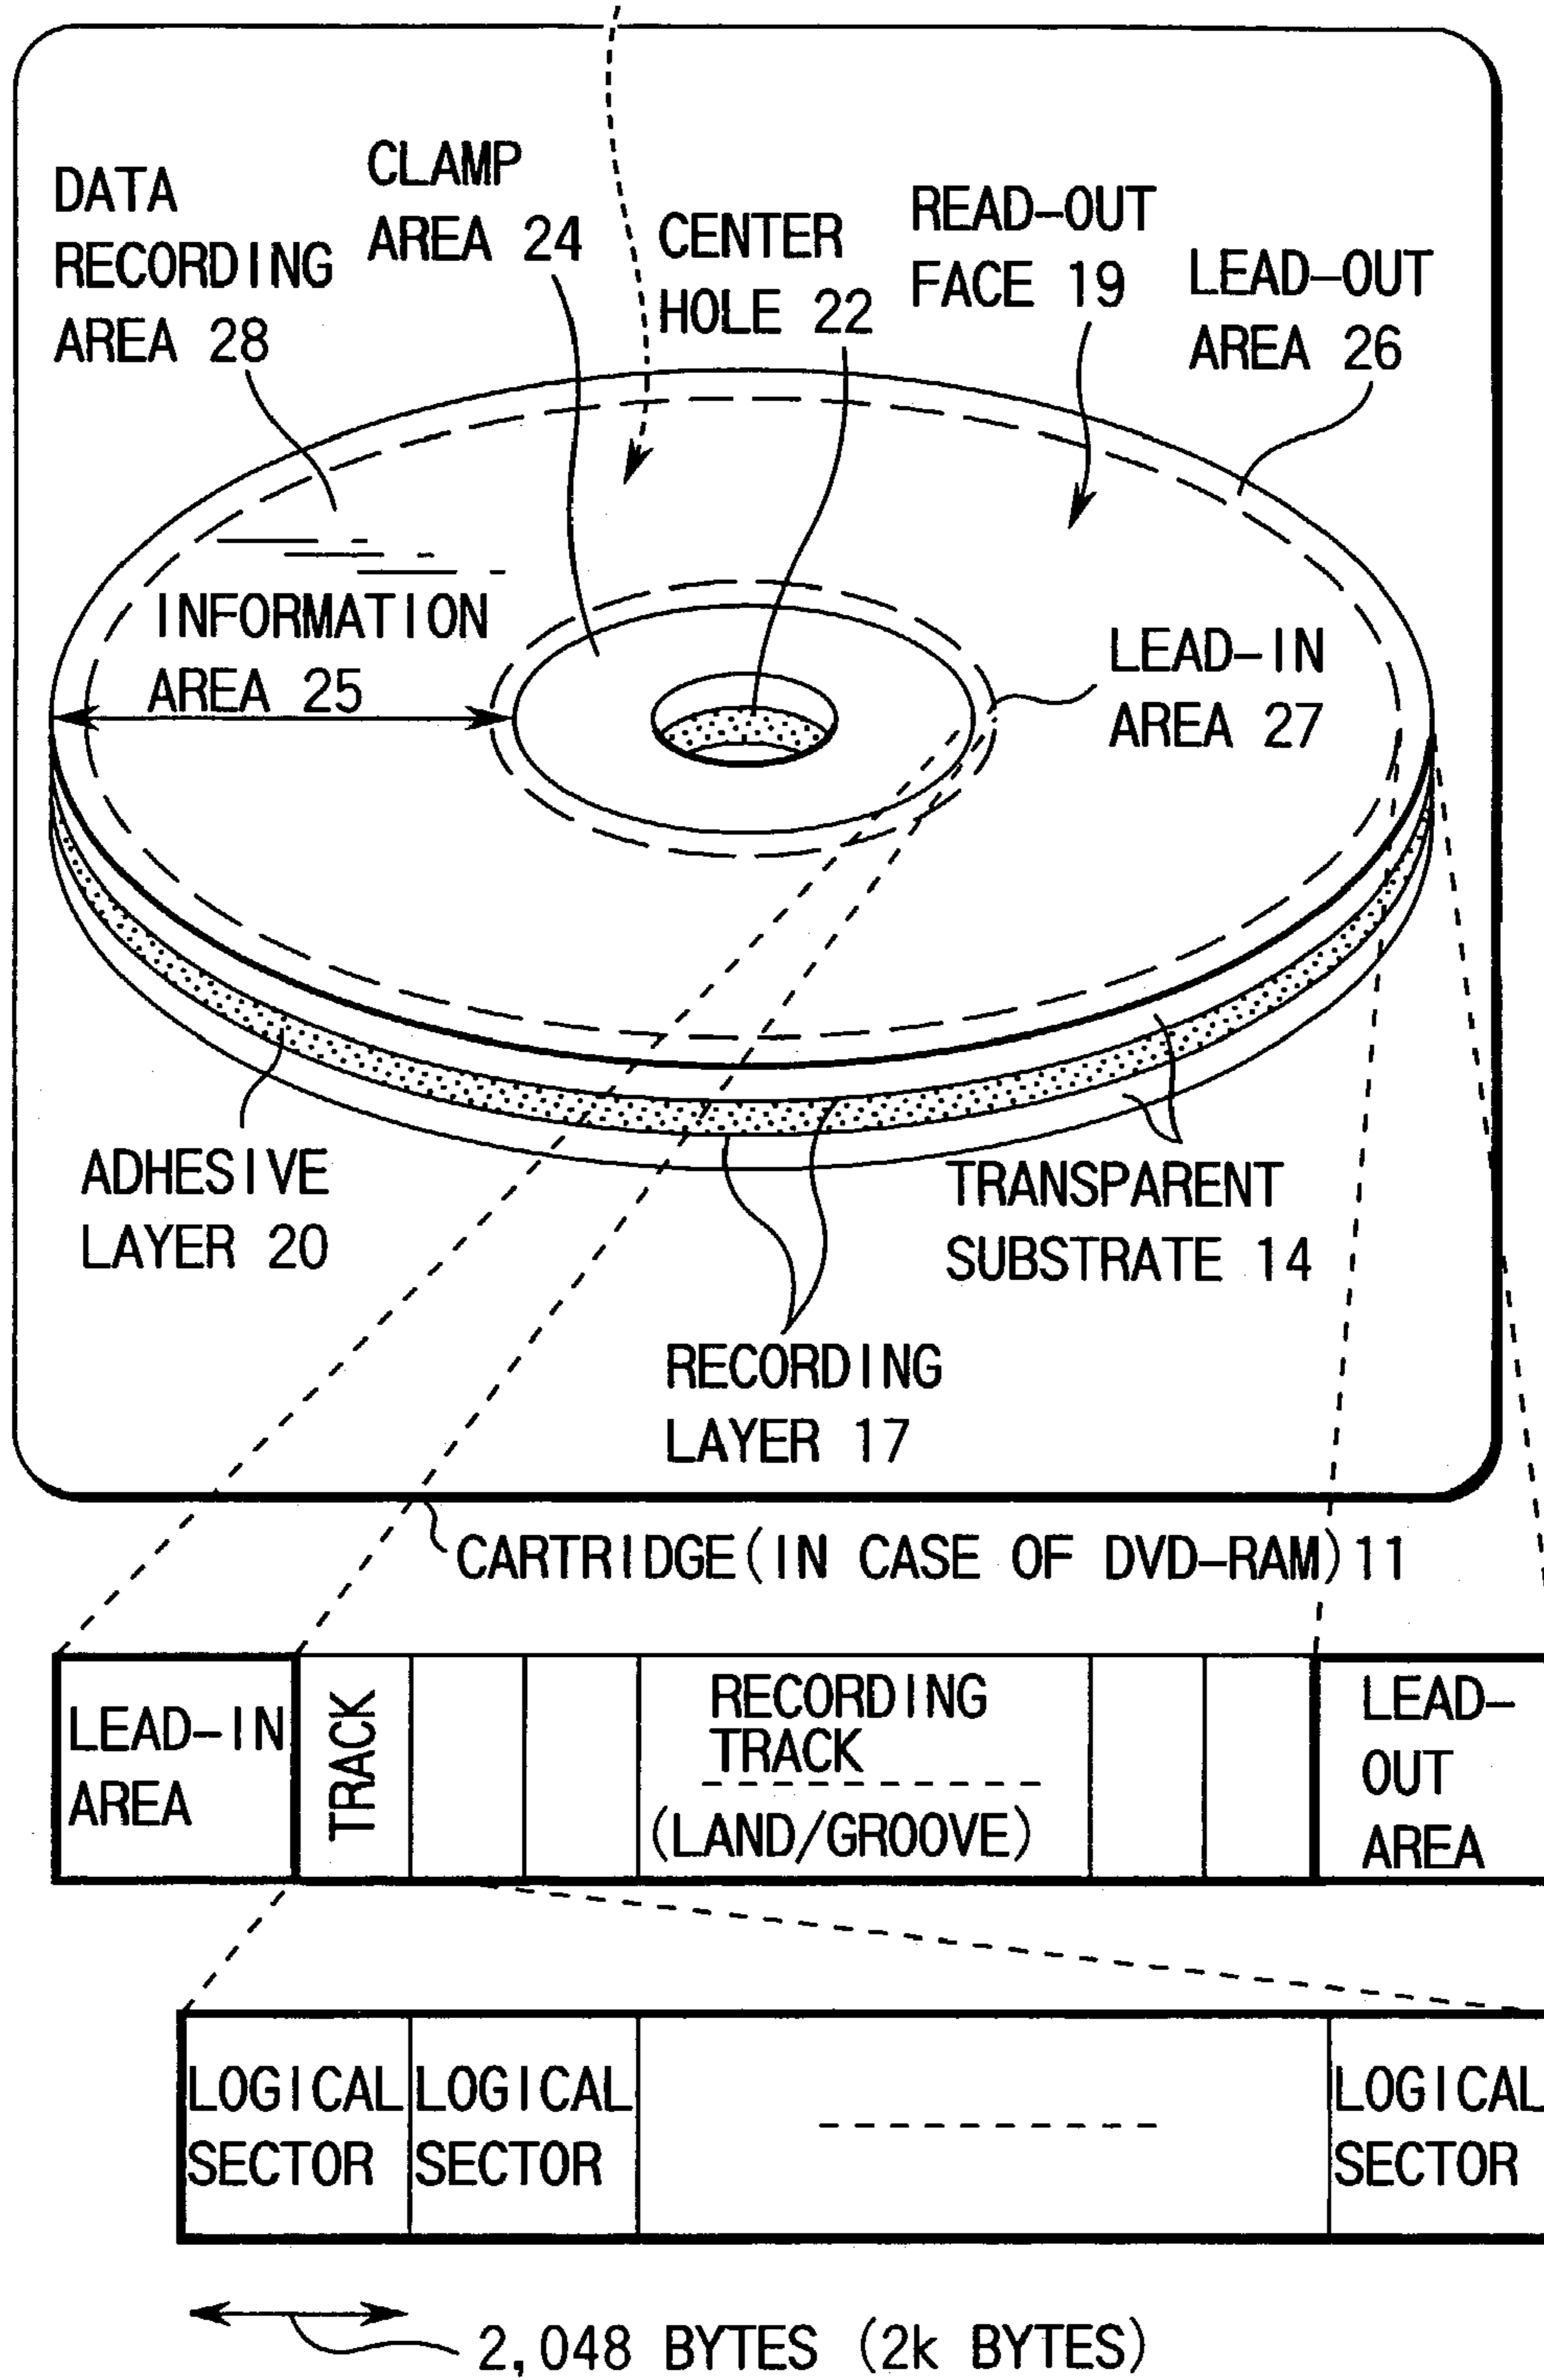 DATA
RECORDING
AREA 28
CLAMP
AREA 24
CENTER
HOLE 22
READ-OUT
FACE 19
LEAD-OUT
AREA 26
INFORMATION
AREA 25
LEAD-IN
AREA 27
ADHESIVE
LAYER 20
TRANSPARENT
SUBSTRATE 14
RECORDING
LAYER 17
CARTRIDGE(IN CASE OF DVD-RAM)11
LEAD-IN
AREA
TRACK
RECORDING
TRACK
(LAND/GROOVE)
LEAD-
OUT
AREA
LOGICAL
SECTOR
LOGICAL
SECTOR
LOGICAL
SECTOR
2,048 BYTES (2k BYTES)